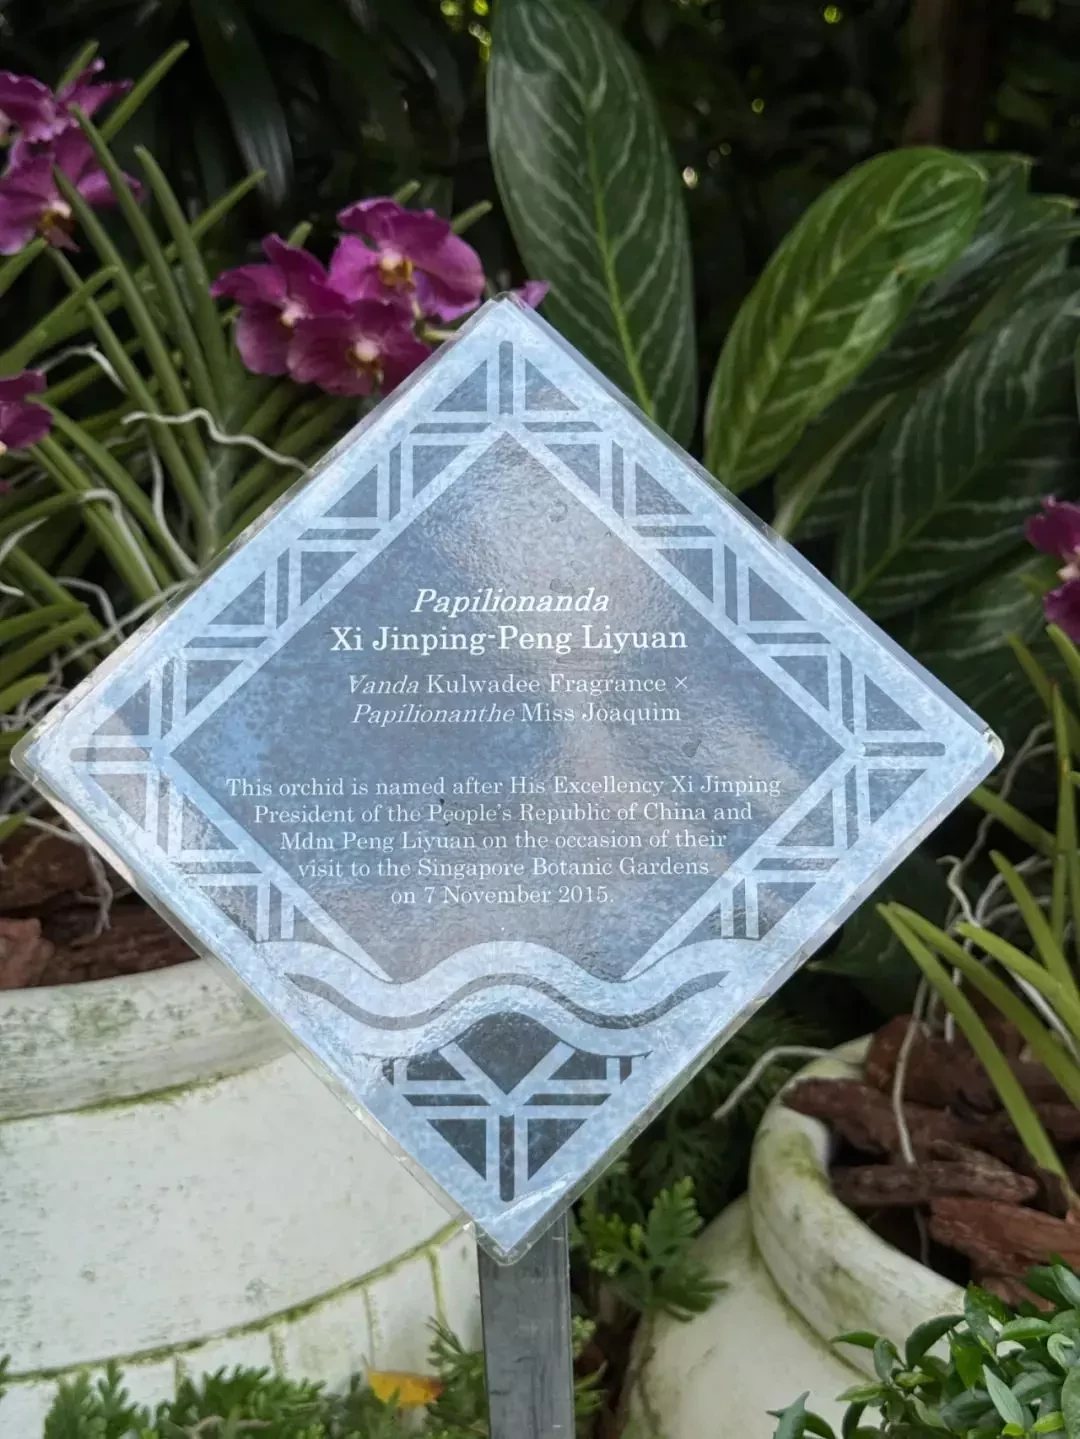 Papilionanda
Xi Jinping-Peng Liyuan
Vanda Kulwadee Fragrance ×
Papilionanthe Miss Joaquim
This orchid is named after His Excellency Xi Jinping
President of the People's Republic of China and
Mdm Peng Liyuan on the occasion of their
visit to the Singapore Botanic Gardens
on 7 November 2015.